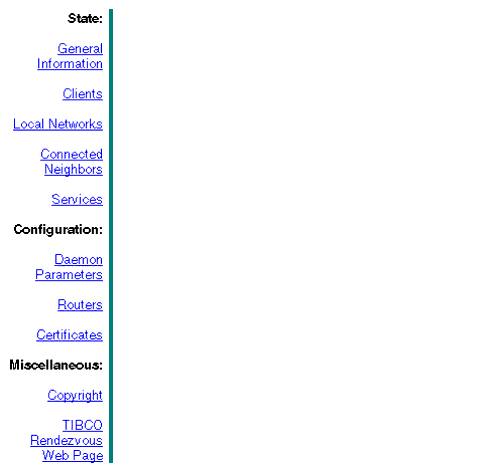 State:
General
Information
Clients
Local Networks
Connected
Neighbors
Services
Configuration:
Daemon
Parameters
Routers
Certificates
Miscellaneous:
Copyright
TIBCO
Rendezvous
Web Page